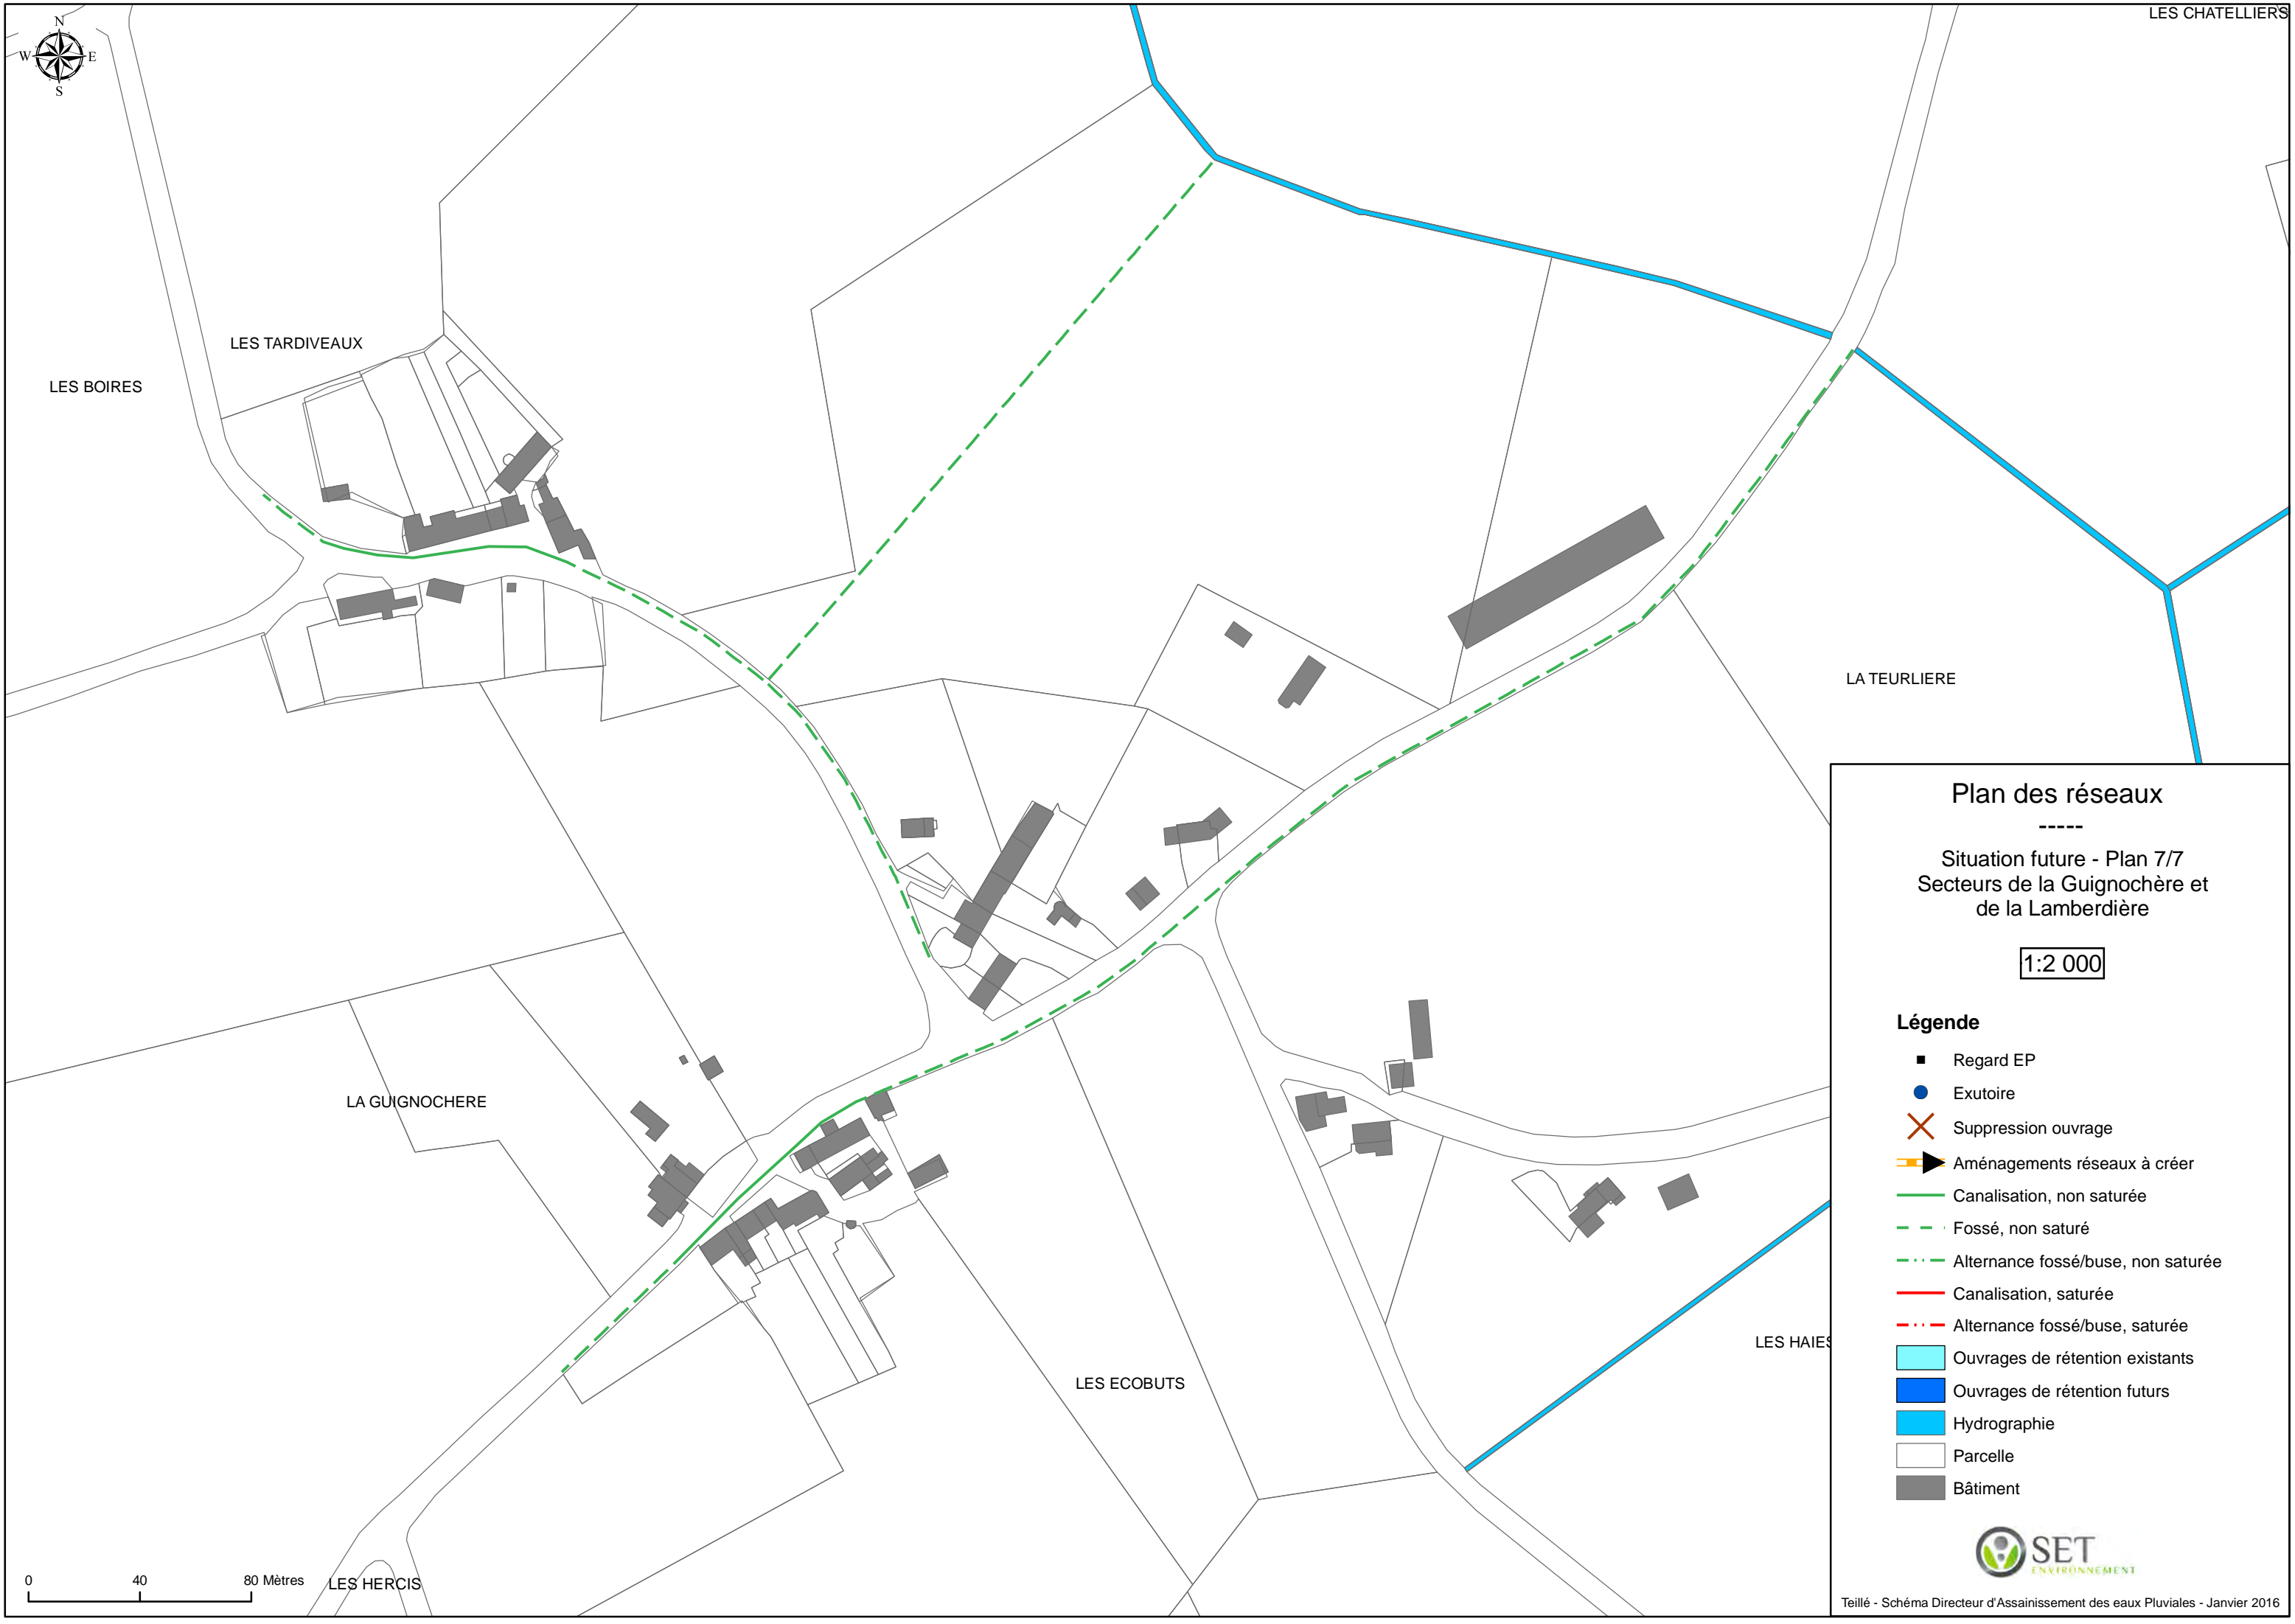 LES CHATELLIERS
N
W
E
S
LES TARDIVEAUX
LES BOIRES
LA TEURLIERE
LA GUIGNOCHERE
LES HAIES
LES ECOBUTS
LES HERCIS
0 40 80 Mètres
Plan des réseaux
-----
Situation future - Plan 7/7
Secteurs de la Guignochère et
de la Lamberdière
1:2 000
Légende
Regard EP
Exutoire
Suppression ouvrage
Aménagements réseaux à créer
Canalisation, non saturée
Fossé, non saturé
Alternance fossé/buse, non saturée
Canalisation, saturée
Alternance fossé/buse, saturée
Ouvrages de rétention existants
Ouvrages de rétention futurs
Hydrographie
Parcelle
Bâtiment
SET
ENVIRONNEMENT
Teillé - Schéma Directeur d'Assainissement des eaux Pluviales - Janvier 2016